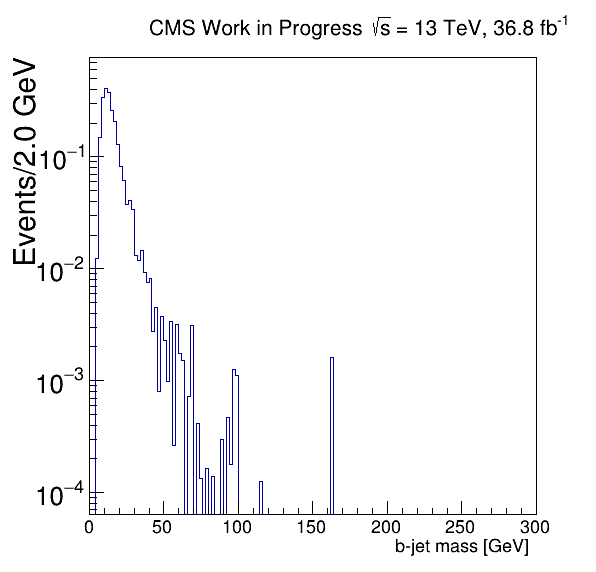 CMS Work in Progress √s = 13 TeV, 36.8 fb⁻¹
Events/2.0 GeV
10⁻¹
10⁻²
10⁻³
10⁻⁴
0 50 100 150 200 250 300
b-jet mass [GeV]